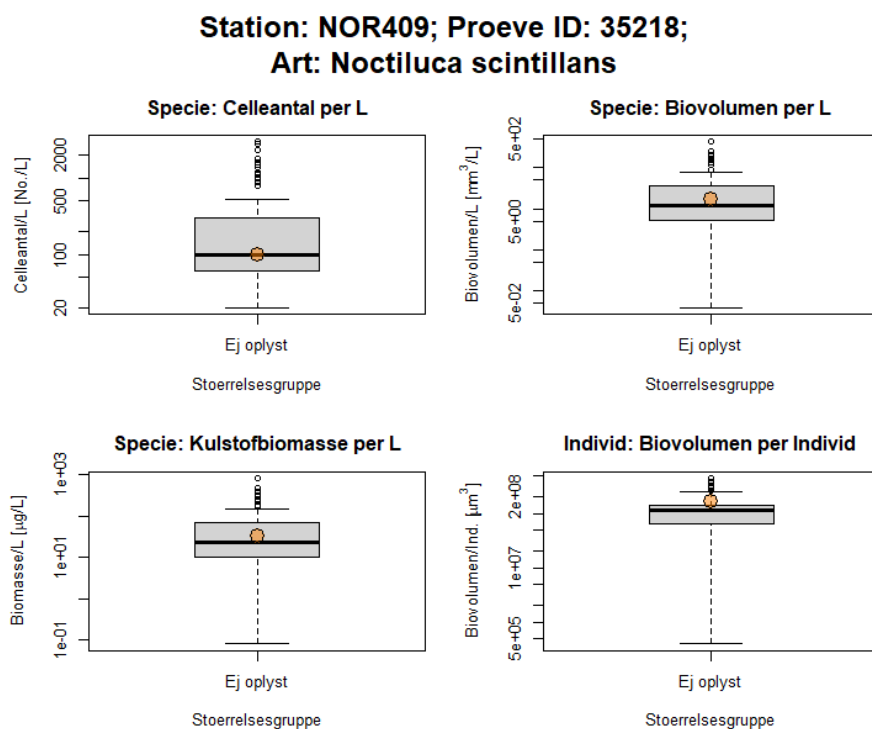 Station: NOR409; Proeve ID: 35218;
Art: Noctiluca scintillans
Specie: Celleantal per L
Celleantal/L [No./L]
2000
500
100
20
Ej oplyst
Stoerrelsesgruppe
Specie: Biovolumen per L
Biovolumen/L [mm³/L]
5e+02
5e+00
5e-02
Ej oplyst
Stoerrelsesgruppe
Specie: Kulstofbiomasse per L
Biomasse/L [µg/L]
1e+03
1e+01
1e-01
Ej oplyst
Stoerrelsesgruppe
Individ: Biovolumen per Individ
Biovolumen/Ind. [µm³]
2e+08
1e+07
5e+05
Ej oplyst
Stoerrelsesgruppe